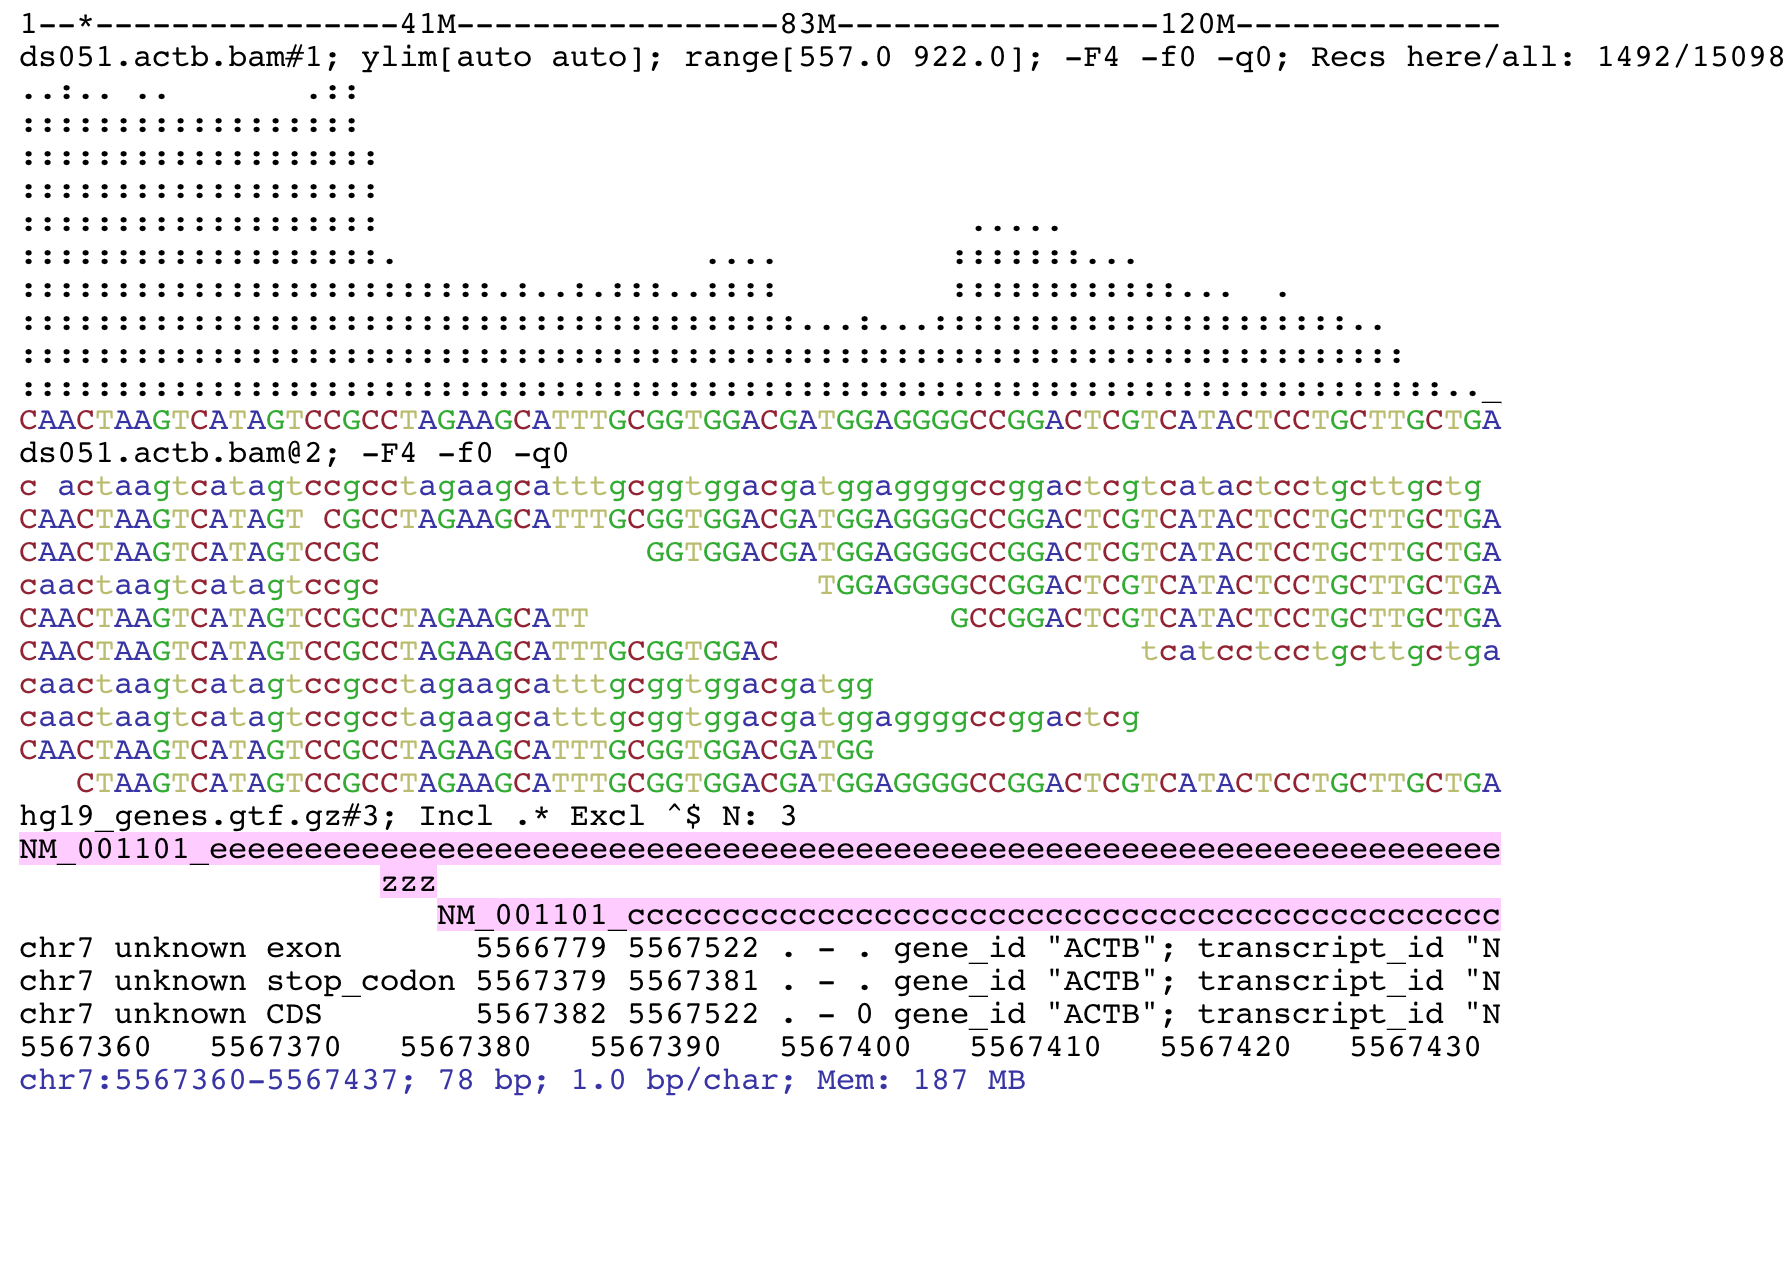 1--*----------------41M-----------------83M-----------------120M--------------
ds051.actb.bam#1; ylim[auto auto]; range[557.0 922.0]; -F4 -f0 -q0; Recs here/all: 1492/15098
CAACTAAGTCATAGTCCGCCTAGAAGCATTTGCGGTGGACGATGGAGGGGCCGGACTCGTCATACTCCTGCTTGCTGA
ds051.actb.bam@2; -F4 -f0 -q0
c actaagtcatagtccgcctagaagcatttgcggtggacgatggaggggccggactcgtcatactcctgcttgctg
CAACTAAGTCATAGT CGCCTAGAAGCATTTGCGGTGGACGATGGAGGGGCCGGACTCGTCATACTCCTGCTTGCTGA
CAACTAAGTCATAGTCCGC              GGTGGACGATGGAGGGGCCGGACTCGTCATACTCCTGCTTGCTGA
caactaagtcatagtccgc                       TGGAGGGGCCGGACTCGTCATACTCCTGCTTGCTGA
CAACTAAGTCATAGTCCGCCTAGAAGCATT                   GCCGGACTCGTCATACTCCTGCTTGCTGA
CAACTAAGTCATAGTCCGCCTAGAAGCATTTGCGGTGGAC                   tcatcctcctgcttgctga
caactaagtcatagtccgcctagaagcatttgcggtggacgatgg
caactaagtcatagtccgcctagaagcatttgcggtggacgatggaggggccggactcg
CAACTAAGTCATAGTCCGCCTAGAAGCATTTGCGGTGGACGATGG
CTAAGTCATAGTCCGCCTAGAAGCATTTGCGGTGGACGATGGAGGGGCCGGACTCGTCATACTCCTGCTTGCTGA
hg19_genes.gtf.gz#3; Incl .* Excl ^$ N: 3
NM_001101_eeeeeeeeeeeeeeeeeeeeeeeeeeeeeeeeeeeeeeeeeeeeeeeeeeeeeeeeeeeeeeeeeeee
zzz
NM_001101_cccccccccccccccccccccccccccccccccccccccccccccc
chr7 unknown exon       5566779 5567522 . - . gene_id "ACTB"; transcript_id "N
chr7 unknown stop_codon 5567379 5567381 . - . gene_id "ACTB"; transcript_id "N
chr7 unknown CDS        5567382 5567522 . - 0 gene_id "ACTB"; transcript_id "N
5567360   5567370   5567380   5567390   5567400   5567410   5567420   5567430
chr7:5567360-5567437; 78 bp; 1.0 bp/char; Mem: 187 MB